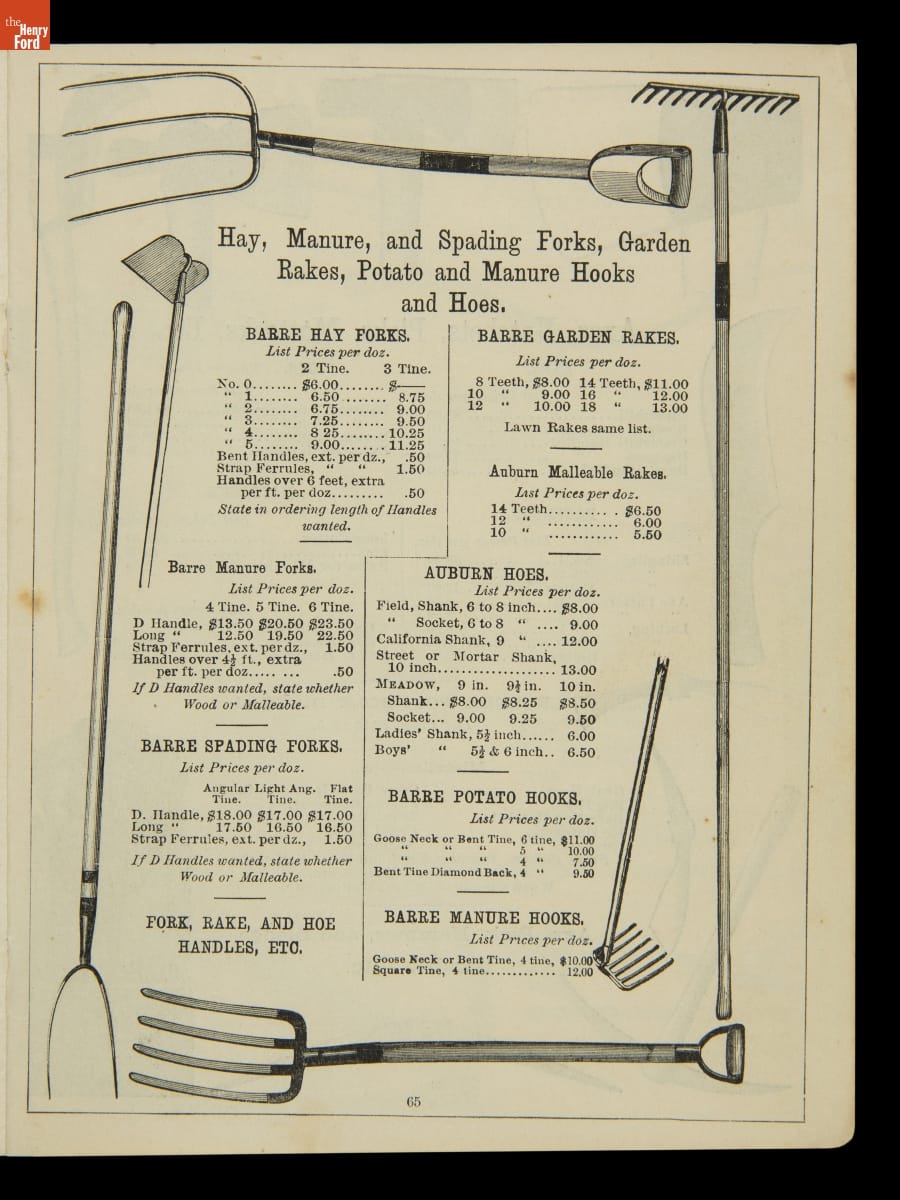 the
Henry
Ford
Hay, Manure, and Spading Forks, Garden
Rakes, Potato and Manure Hooks
and Hoes.
BARRE HAY FORKS.
List Prices per doz.
2 Tine. 3 Tine.
No. 0........ $6.00........ $——
“ 1........ 6.50........ 8.75
“ 2........ 6.75........ 9.00
“ 3........ 7.25........ 9.50
“ 4........ 8 25........ 10.25
“ 5........ 9.00........ 11.25
Bent Handles, ext. per dz., .50
Strap Ferrules, “ “ 1.50
Handles over 6 feet, extra
per ft. per doz......... .50
State in ordering length of Handles
wanted.
Barre Manure Forks.
List Prices per doz.
4 Tine. 5 Tine. 6 Tine.
D Handle, $13.50 $20.50 $23.50
Long “ 12.50 19.50 22.50
Strap Ferrules, ext. per dz., 1.50
Handles over 4½ ft., extra
per ft. per doz..... ... .50
If D Handles wanted, state whether
Wood or Malleable.
BARRE SPADING FORKS.
List Prices per doz.
Angular Light Ang. Flat
Tine. Tine. Tine.
D. Handle, $18.00 $17.00 $17.00
Long “ 17.50 16.50 16.50
Strap Ferrules, ext. per dz., 1.50
If D Handles wanted, state whether
Wood or Malleable.
FORK, RAKE, AND HOE
HANDLES, ETC.
BARRE GARDEN RAKES.
List Prices per doz.
8 Teeth, $8.00 14 Teeth, $11.00
10 “ 9.00 16 “ 12.00
12 “ 10.00 18 “ 13.00
Lawn Rakes same list.
Auburn Malleable Rakes.
List Prices per doz.
14 Teeth.......... . $6.50
12 “ ............ 6.00
10 “ ............ 5.50
AUBURN HOES.
List Prices per doz.
Field, Shank, 6 to 8 inch.... $8.00
“ Socket, 6 to 8 “ .... 9.00
California Shank, 9 “ .... 12.00
Street or Mortar Shank,
10 inch..................... 13.00
MEADOW, 9 in. 9½ in. 10 in.
Shank... $8.00 $8.25 $8.50
Socket... 9.00 9.25 9.50
Ladies' Shank, 5½ inch...... 6.00
Boys' “ 5½ & 6 inch.. 6.50
BARRE POTATO HOOKS.
List Prices per doz.
Goose Neck or Bent Tine, 6 tine, $11.00
“ “ “ 5 “ 10.00
“ “ “ 4 “ 7.50
Bent Tine Diamond Back, 4 “ 9.50
BARRE MANURE HOOKS.
List Prices per doz.
Goose Neck or Bent Tine, 4 tine, $10.00
Square Tine, 4 tine............. 12.00
65